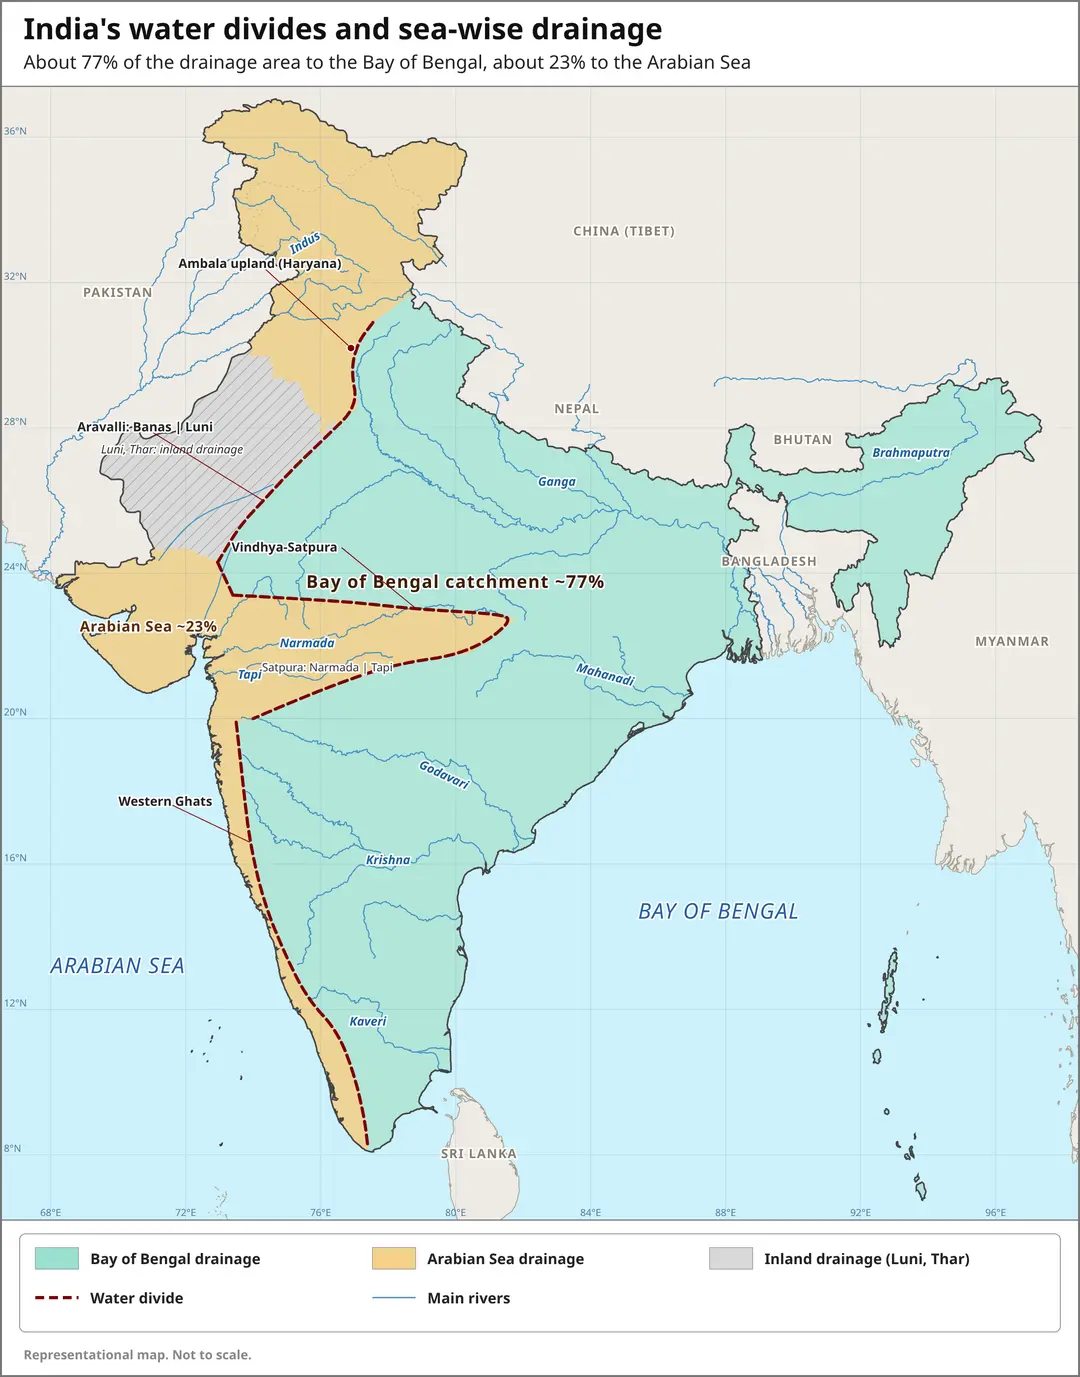 India's water divides and sea-wise drainage
About 77% of the drainage area to the Bay of Bengal, about 23% to the Arabian Sea
36°N
CHINA (TIBET)
Indus
Ambala upland (Haryana)
32°N
PAKISTAN
NEPAL
28°N
Aravalli: Banas | Luni
BHUTAN
Luni, Thar: inland drainage
Brahmaputra
Ganga
Vindhya-Satpura
BANGLADESH
24°N
Bay of Bengal catchment ~77%
Arabian Sea ~23%
MYANMAR
Narmada
Satpura: Narmada | Tapi
Tapi
Mahanadi
20°N
Godavari
Western Ghats
16°N
Krishna
BAY OF BENGAL
ARABIAN SEA
12°N
Kaveri
8°N
SRI LANKA
68°E 72°E 76°E 80°E 84°E 88°E 92°E 96°E
Bay of Bengal drainage
Arabian Sea drainage
Inland drainage (Luni, Thar)
Water divide
Main rivers
Representational map. Not to scale.